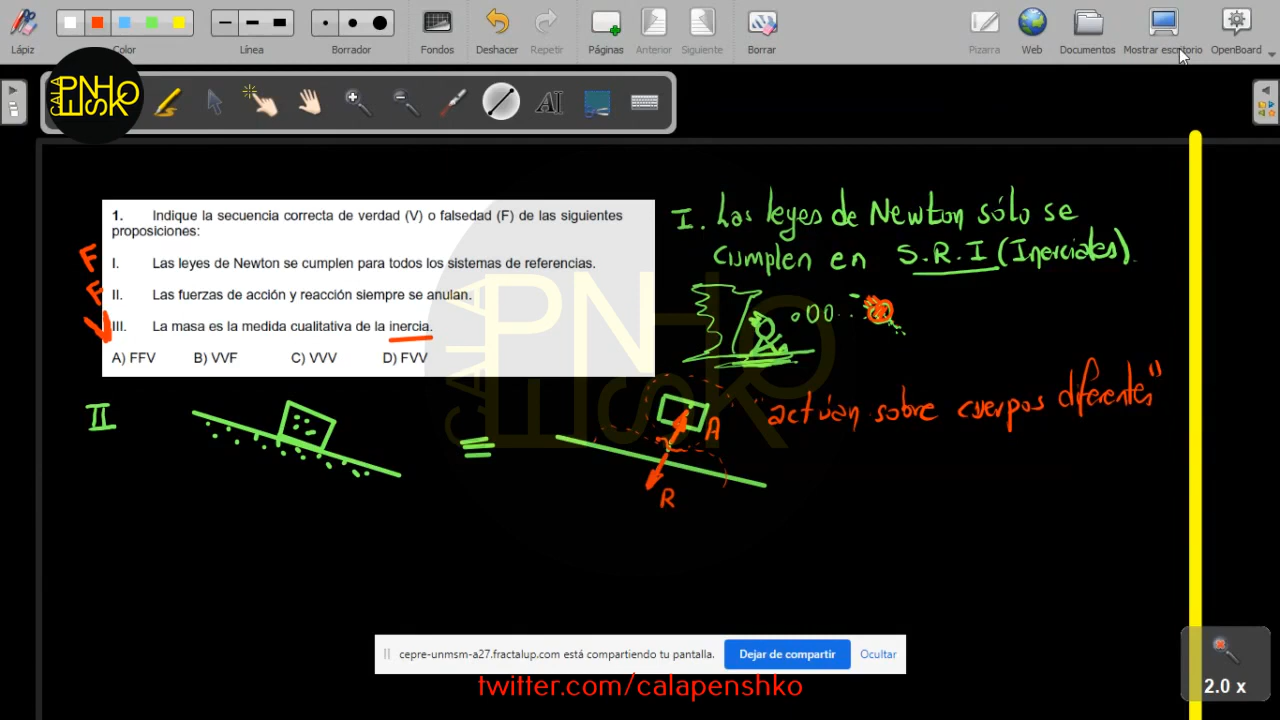 Lápiz
Color
Línea
Borrador
Fondos
Deshacer
Repetir
Páginas
Anterior
Siguiente
Borrar
Pizarra
Web
Documentos
Mostrar escritorio
OpenBoard
CALA
PENSHKO
AI
1. Indique la secuencia correcta de verdad (V) o falsedad (F) de las siguientes
proposiciones:
F I. Las leyes de Newton se cumplen para todos los sistemas de referencias.
F II. Las fuerzas de acción y reacción siempre se anulan.
V III. La masa es la medida cualitativa de la inercia.
A) FFV B) VVF C) VVV D) FVV
I. Las leyes de Newton sólo se
cumplen en S.R.I (Inerciales).
II
A
R
"actúan sobre cuerpos diferentes"
cepre-unmsm-a27.fractalup.com está compartiendo tu pantalla.
Dejar de compartir
Ocultar
twitter.com/calapenshko
2.0 x